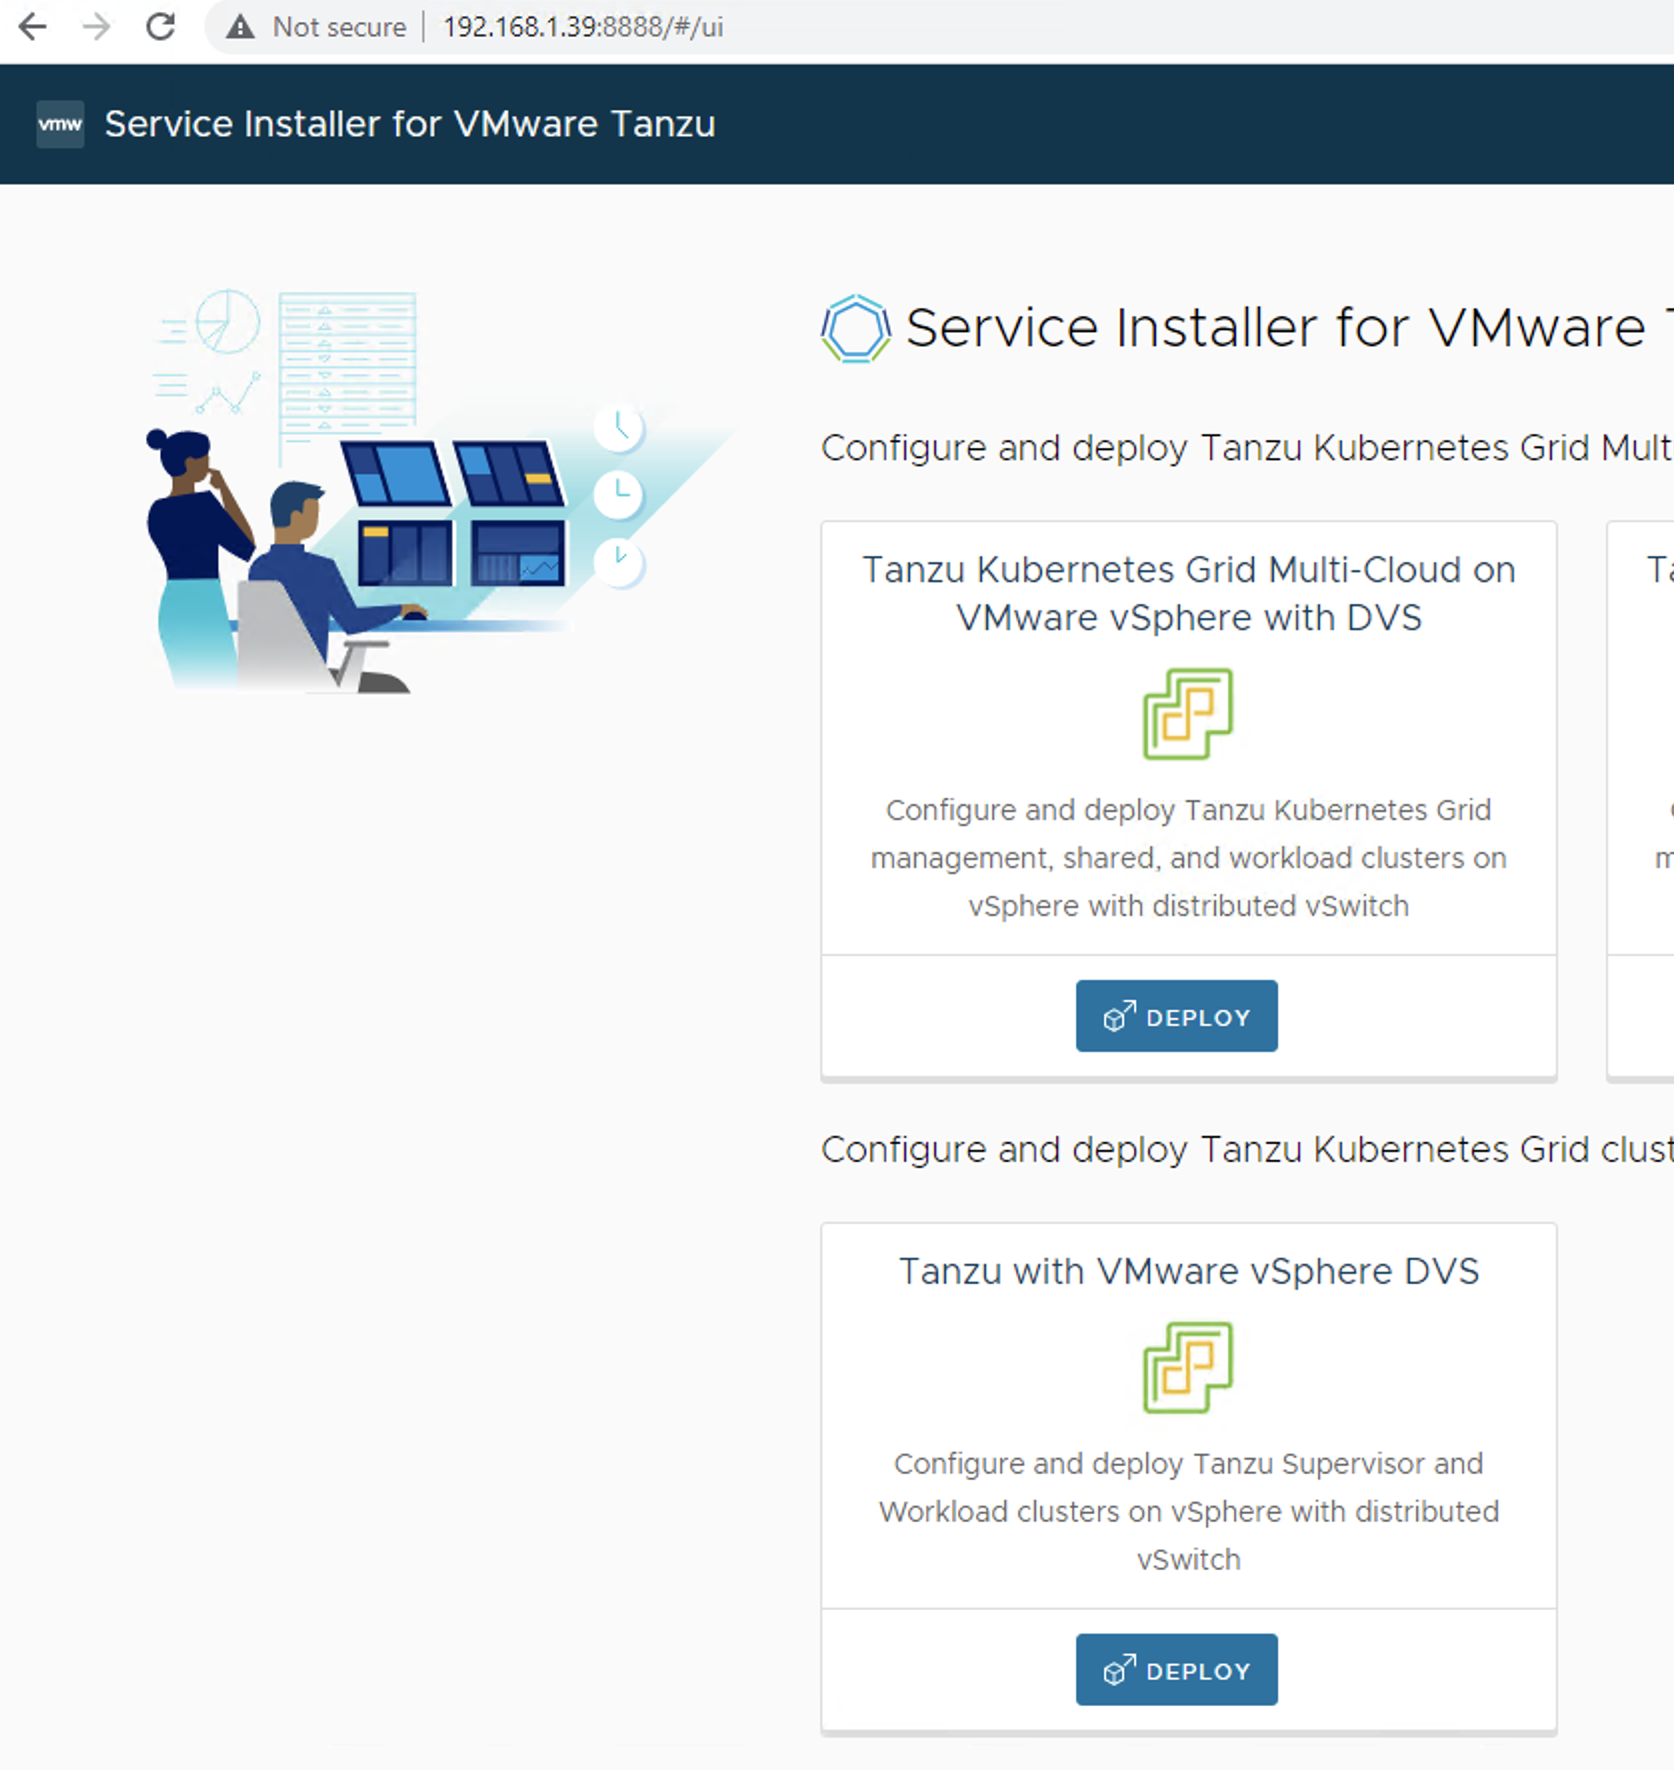 Not secure 192.168.1.39:8888/#/ui
vmw Service Installer for VMware Tanzu
Service Installer for VMware
Configure and deploy Tanzu Kubernetes Grid Mult
Tanzu Kubernetes Grid Multi-Cloud on
VMware vSphere with DVS
Configure and deploy Tanzu Kubernetes Grid
management, shared, and workload clusters on
vSphere with distributed vSwitch
DEPLOY
Configure and deploy Tanzu Kubernetes Grid clust
Tanzu with VMware vSphere DVS
Configure and deploy Tanzu Supervisor and
Workload clusters on vSphere with distributed
vSwitch
DEPLOY